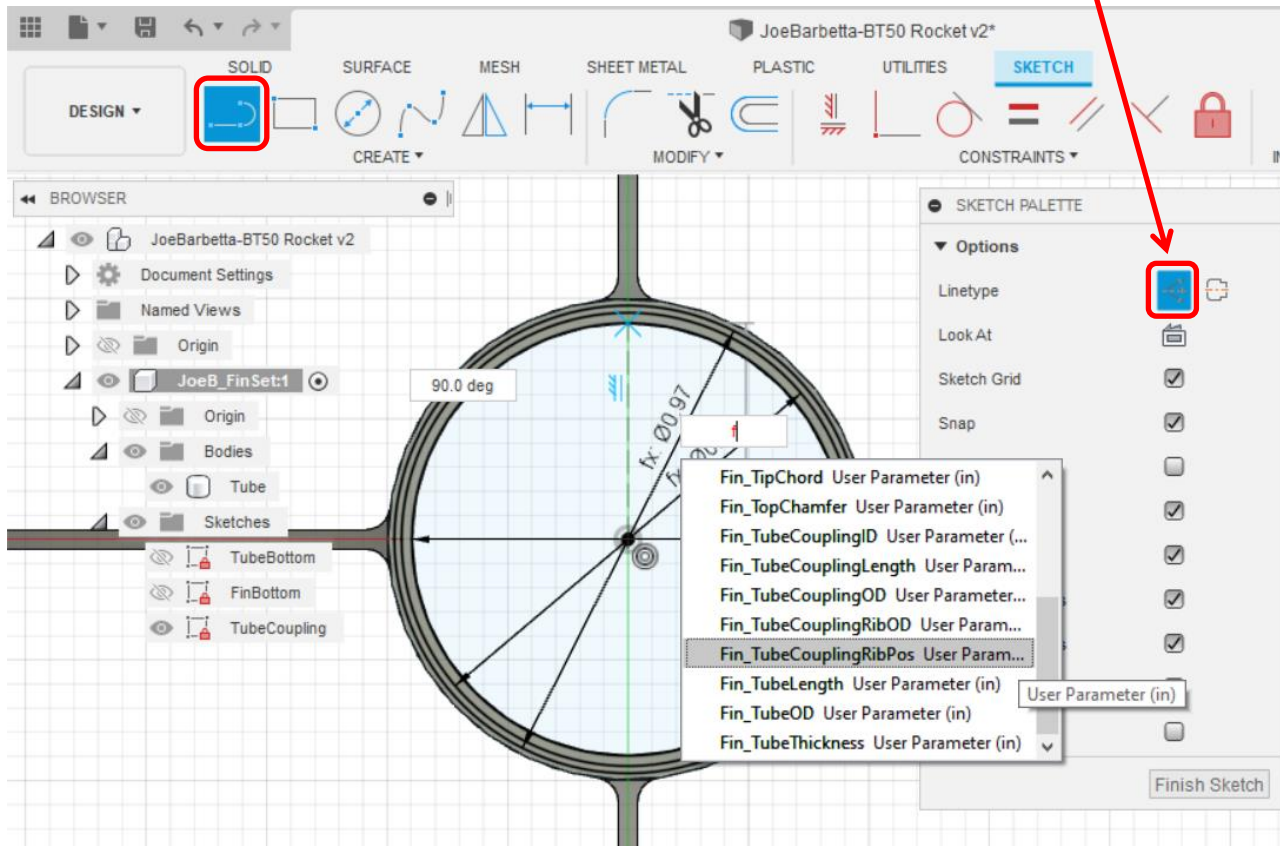 JoeBarbetta-BT50 Rocket v2*
SOLID SURFACE MESH SHEET METAL PLASTIC UTILITIES SKETCH
DESIGN ▾
CREATE ▾ MODIFY ▾ CONSTRAINTS ▾
BROWSER
JoeBarbetta-BT50 Rocket v2
Document Settings
Named Views
Origin
JoeB_FinSet:1
Origin
Bodies
Tube
Sketches
TubeBottom
FinBottom
TubeCoupling
90.0 deg
fx: Ø0.97
f
Fin_TipChord User Parameter (in)
Fin_TopChamfer User Parameter (in)
Fin_TubeCouplingID User Parameter (...
Fin_TubeCouplingLength User Param...
Fin_TubeCouplingOD User Parameter...
Fin_TubeCouplingRibOD User Param...
Fin_TubeCouplingRibPos User Param...
Fin_TubeLength User Parameter (in)
Fin_TubeOD User Parameter (in)
Fin_TubeThickness User Parameter (in)
User Parameter (in)
SKETCH PALETTE
▼ Options
Linetype
Look At
Sketch Grid
Snap
Finish Sketch